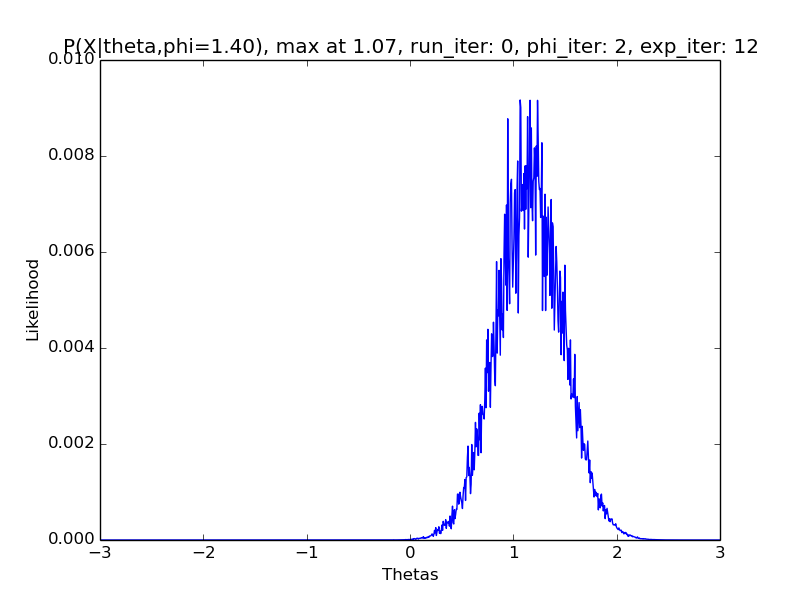 P(X|theta,phi=1.40), max at 1.07, run_iter: 0, phi_iter: 2, exp_iter: 12
0.010
0.008
0.006
0.004
0.002
0.000
Likelihood
−3 −2 −1 0 1 2 3
Thetas